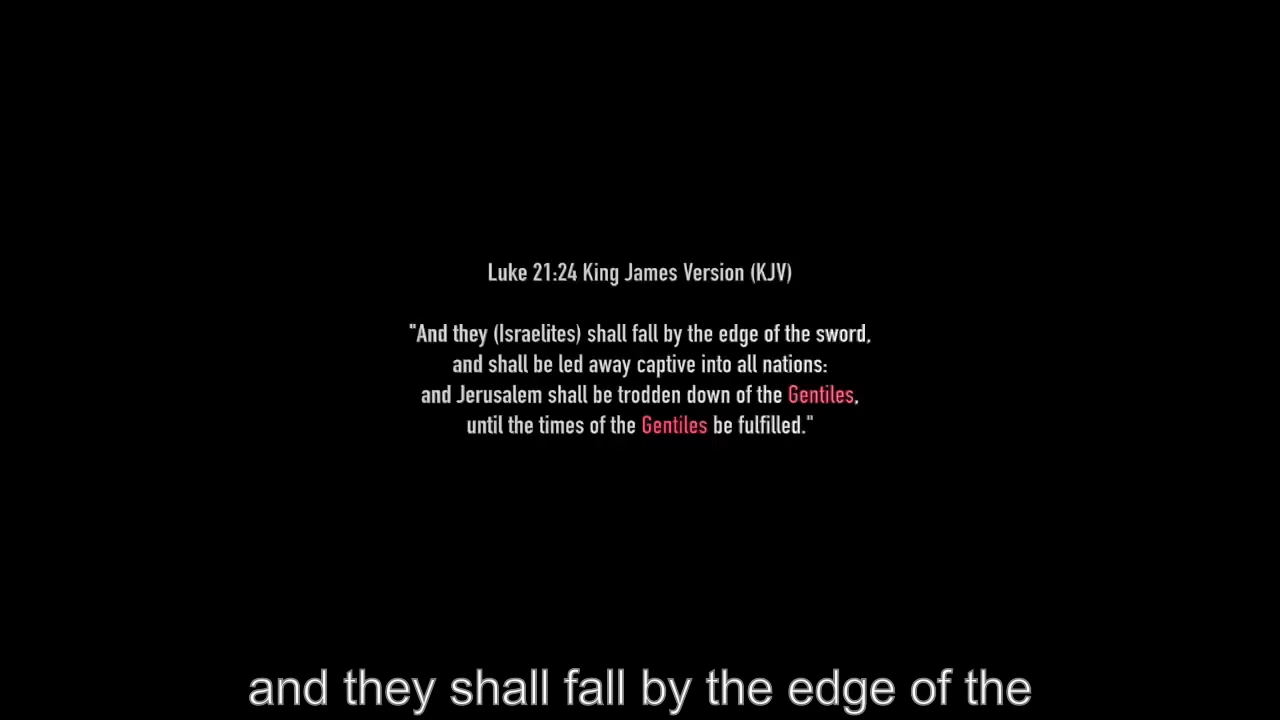 Luke 21:24 King James Version (KJV)
"And they (Israelites) shall fall by the edge of the sword,
and shall be led away captive into all nations:
and Jerusalem shall be trodden down of the Gentiles,
until the times of the Gentiles be fulfilled."
and they shall fall by the edge of the